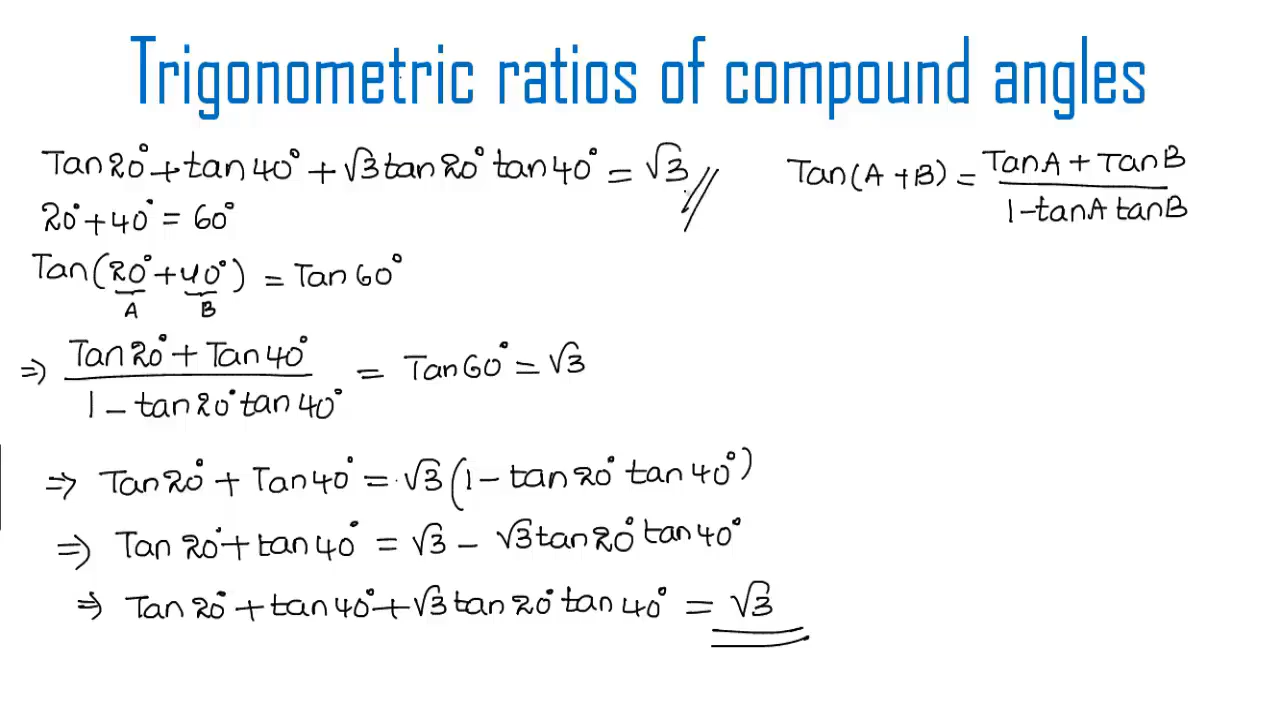 Trigonometric ratios of compound angles
Tan20° + tan40° + √3 tan20° tan40° = √3 //
Tan(A+B) = TanA + TanB / 1 - tanA tanB
20° + 40° = 60°
Tan(20° + 40°) = Tan60°
A B
⇒ Tan20° + Tan40° / 1 - tan20° tan40° = Tan60° = √3
⇒ Tan20° + Tan40° = √3(1 - tan20° tan40°)
⇒ Tan20° + tan40° = √3 - √3tan20° tan40°
⇒ Tan20° + tan40° + √3 tan20° tan40° = √3